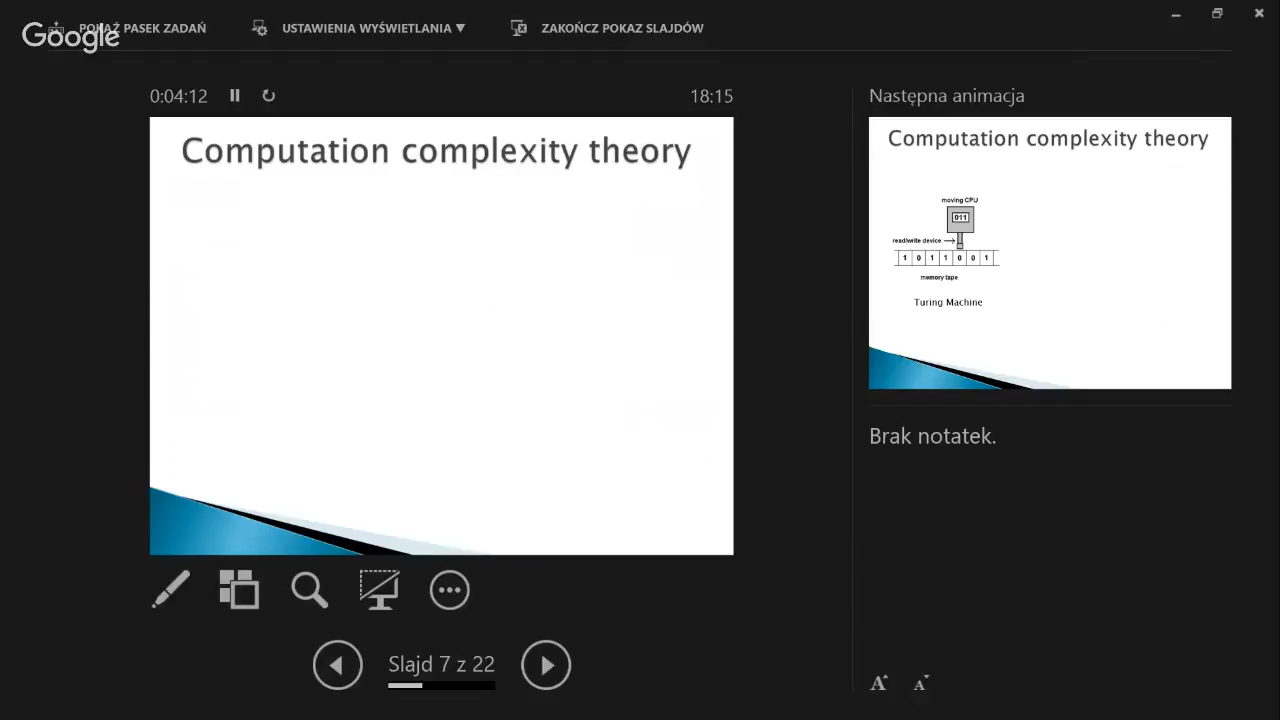 Google
POKAŻ PASEK ZADAŃ
USTAWIENIA WYŚWIETLANIA ▼
ZAKOŃCZ POKAZ SLAJDÓW
0:04:12
18:15
Computation complexity theory
Slajd 7 z 22
Następna animacja
Computation complexity theory
moving CPU
011
read/write device
1 0 1 1 0 0 1
memory tape
Turing Machine
Brak notatek.
A A